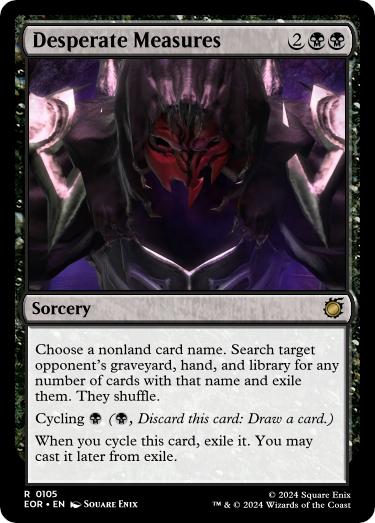 Desperate Measures 2
Sorcery
Choose a nonland card name. Search target
opponent's graveyard, hand, and library for any
number of cards with that name and exile
them. They shuffle.
Cycling (, Discard this card: Draw a card.)
When you cycle this card, exile it. You may
cast it later from exile.
R 0105
© 2024 Square Enix
EOR • EN Square Enix
™ & © 2024 Wizards of the Coast